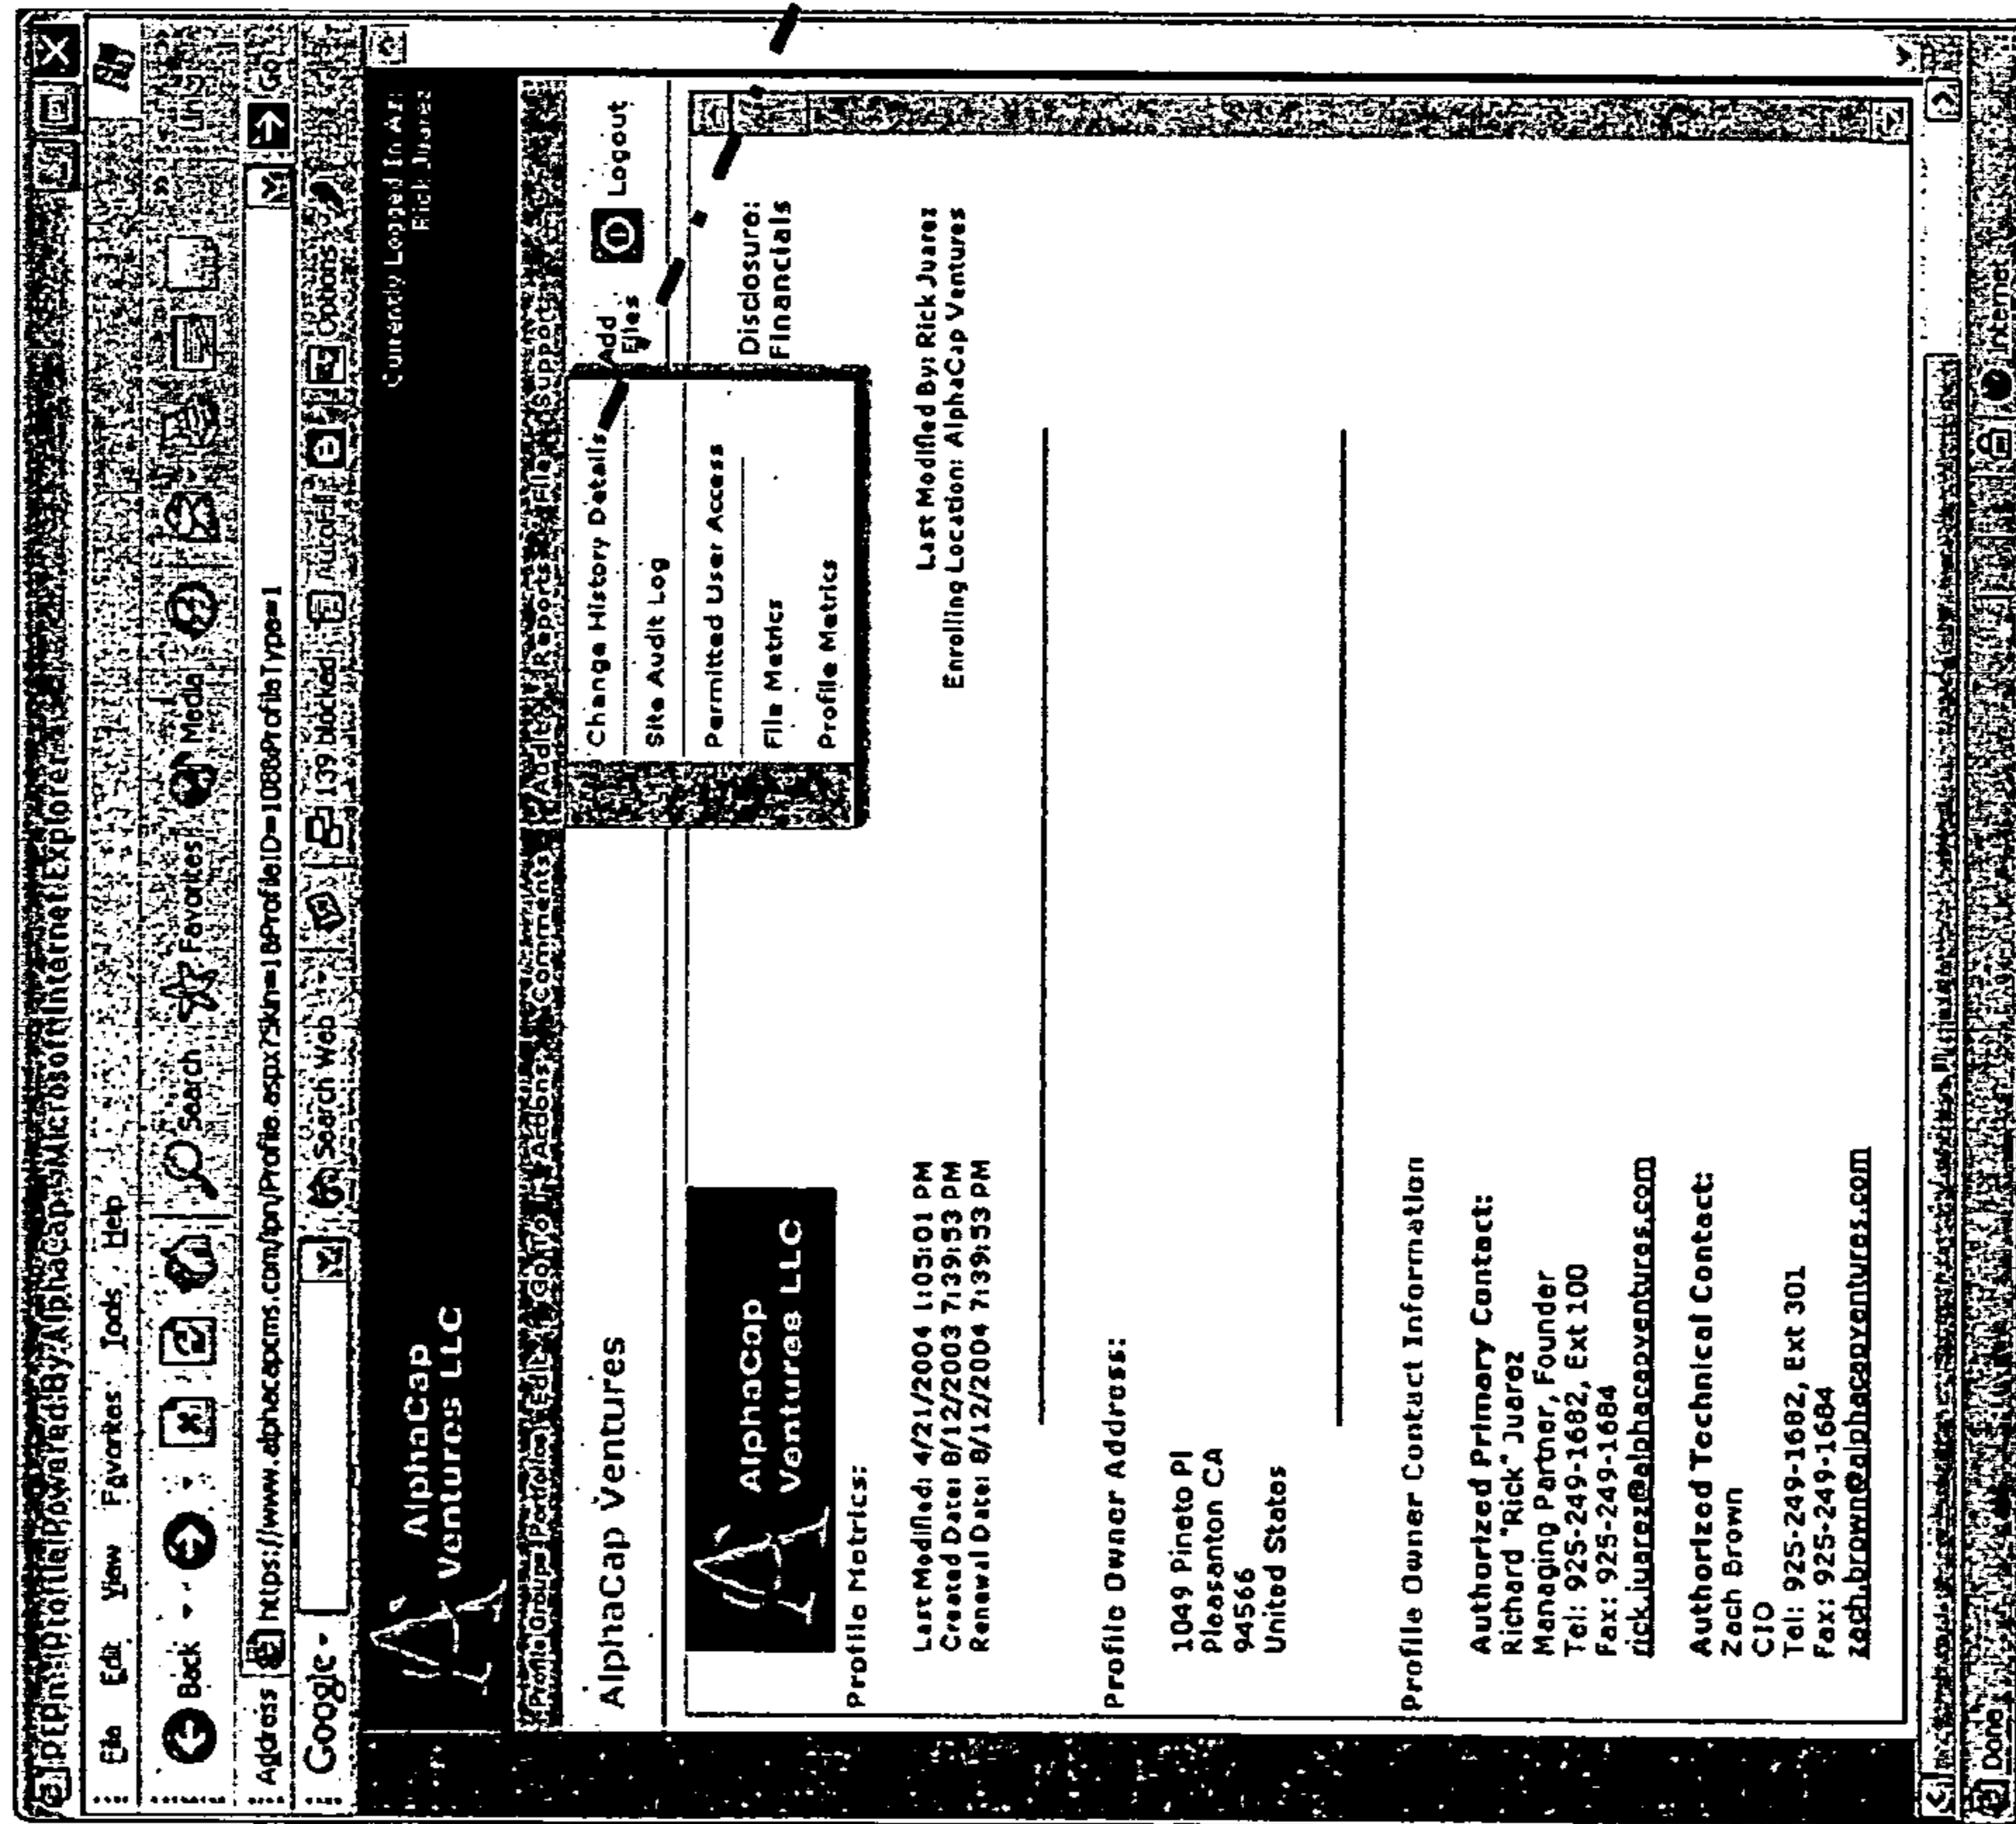 PEPn Profile Powered By AlphaCap - Microsoft Internet Explorer
File Edit View Favorites Tools Help
Back Search Favorites Media
Address https://www.alphacapcms.com/ipn/Profile.aspx?Skin=1&ProfileID=1088&ProfileType=1 Go Links
Google Search Web 139 blocked AutoFill Options
AlphaCap
Ventures LLC
Currently Logged In As:
Rick Juarez
Profile Groups Portfolios Edit Go To Actions Comments Audit Reports File Support
AlphaCap Ventures
Add
Files
Logout
Change History Details
Site Audit Log
Permitted User Access
File Metrics
Profile Metrics
AlphaCap
Ventures LLC
Disclosure:
Financials
Profile Metrics:
Last Modified: 4/21/2004 1:05:01 PM Last Modified By: Rick Juarez
Created Date: 8/12/2003 7:39:53 PM Enrolling Location: AlphaCap Ventures
Renewal Date: 8/12/2004 7:39:53 PM
Profile Owner Address:
1049 Pineto Pl
Pleasanton CA
94566
United States
Profile Owner Contact Information
Authorized Primary Contact:
Richard "Rick" Juarez
Managing Partner, Founder
Tel: 925-249-1682, Ext 100
Fax: 925-249-1684
rick.juarez@alphacapventures.com
Authorized Technical Contact:
Zach Brown
CIO
Tel: 925-249-1682, Ext 301
Fax: 925-249-1684
zach.brown@alphacapventures.com
Done Internet